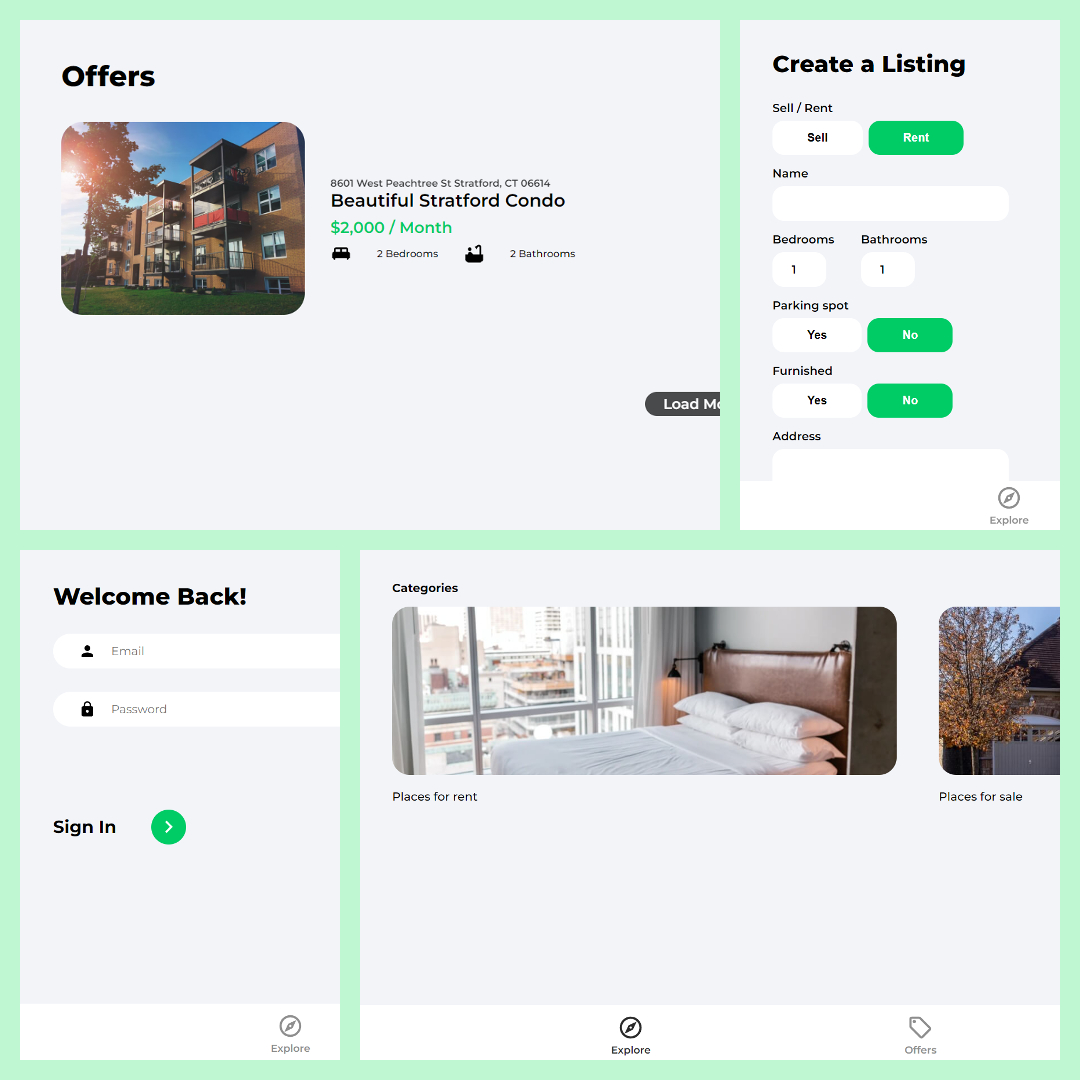 Offers
8601 West Peachtree St Stratford, CT 06614
Beautiful Stratford Condo
$2,000 / Month
2 Bedrooms 2 Bathrooms
Load Mo
Create a Listing
Sell / Rent
Sell Rent
Name
Bedrooms Bathrooms
1 1
Parking spot
Yes No
Furnished
Yes No
Address
Explore
Welcome Back!
Email
Password
Sign In
Explore
Categories
Places for rent Places for sale
Explore Offers